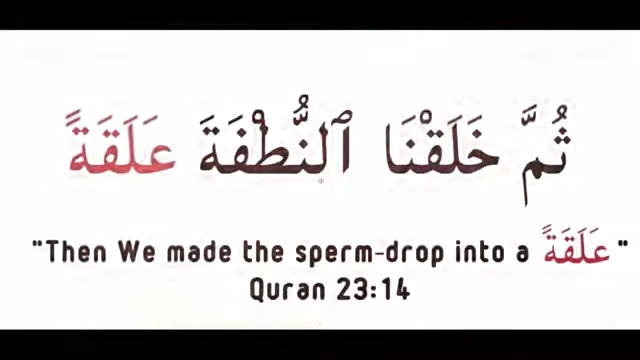 ثُمَّ خَلَقْنَا ٱلنُّطْفَةَ عَلَقَةً
"Then We made the sperm-drop into a عَلَقَةً"
Quran 23:14